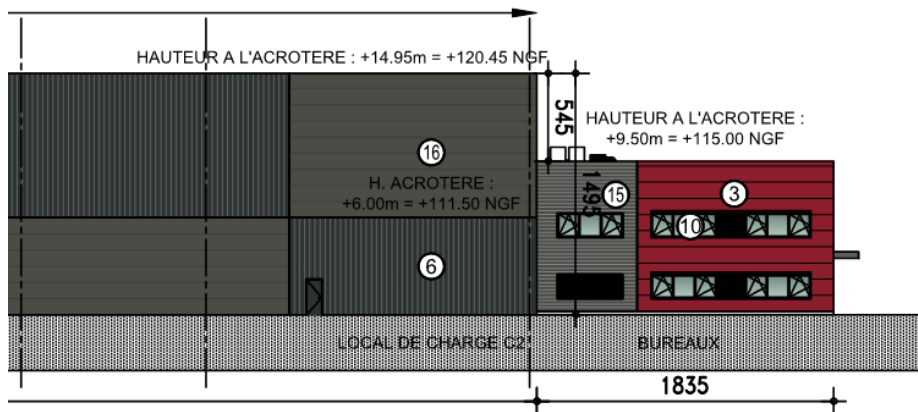 HAUTEUR A L'ACROTERE : +14.95m = +120.45 NGF
545
HAUTEUR A L'ACROTERE :
+9.50m = +115.00 NGF
16
H. ACROTERE :
+6.00m = +111.50 NGF
1495
15
3
10
6
LOCAL DE CHARGE C2
BUREAUX
1835